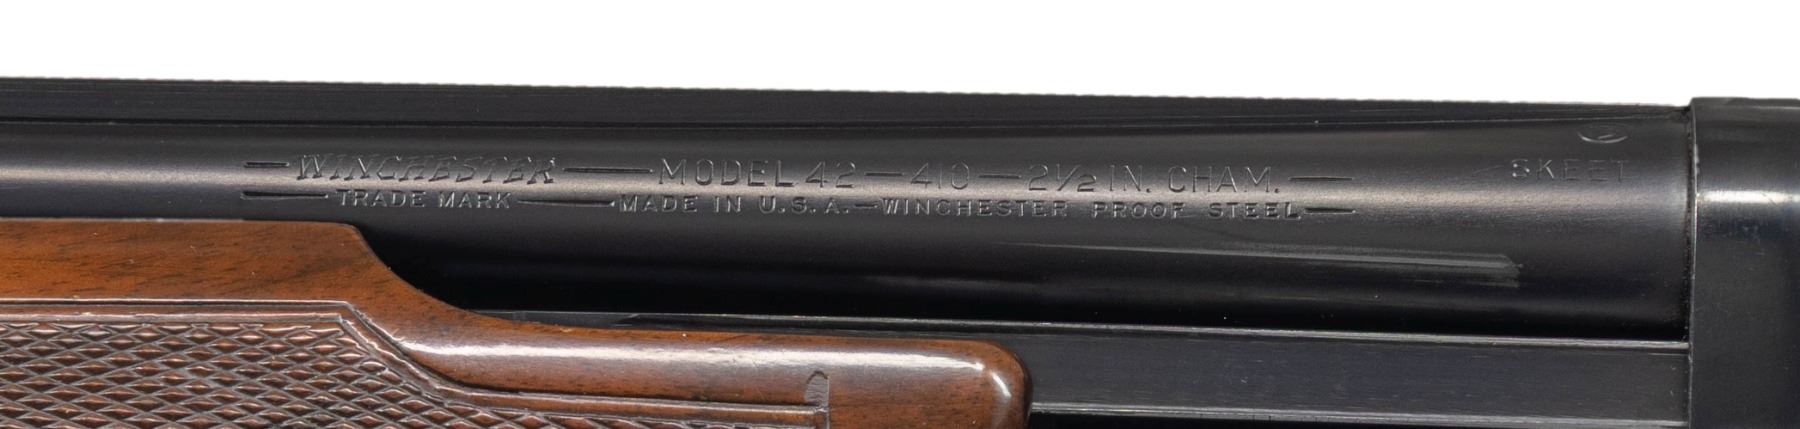 WINCHESTER — MODEL 42 — 410 — 2½ IN. CHAM. —
TRADE MARK — MADE IN U.S.A. — WINCHESTER PROOF STEEL —
SKEET